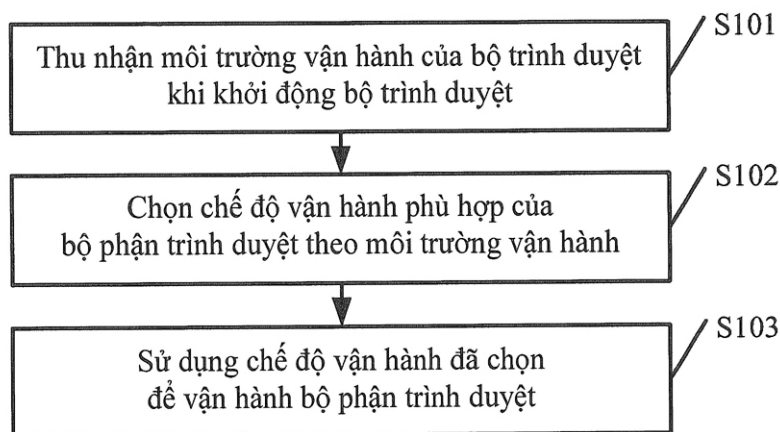 S101
Thu nhận môi trường vận hành của bộ trình duyệt
khi khởi động bộ trình duyệt
S102
Chọn chế độ vận hành phù hợp của
bộ phận trình duyệt theo môi trường vận hành
S103
Sử dụng chế độ vận hành đã chọn
để vận hành bộ phận trình duyệt